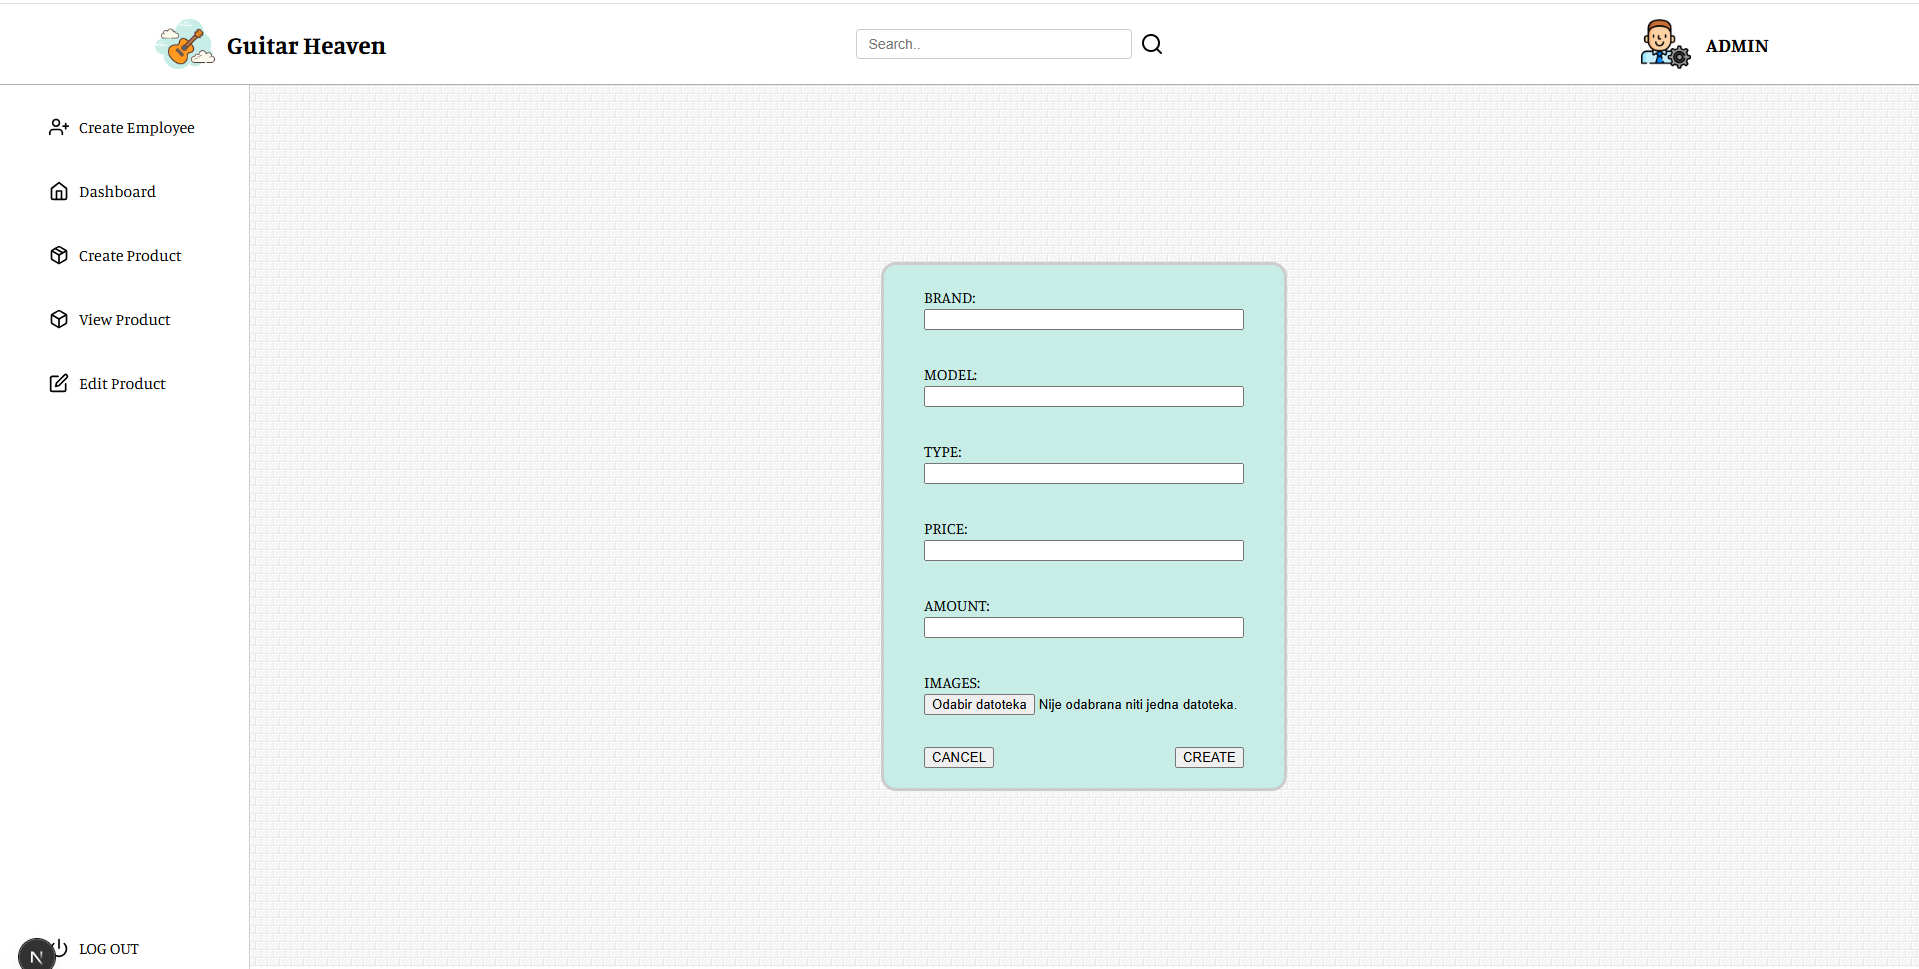 Guitar Heaven
Search..
ADMIN
Create Employee
Dashboard
Create Product
View Product
Edit Product
BRAND:
MODEL:
TYPE:
PRICE:
AMOUNT:
IMAGES:
Odabir datoteka Nije odabrana niti jedna datoteka.
CANCEL CREATE
N LOG OUT